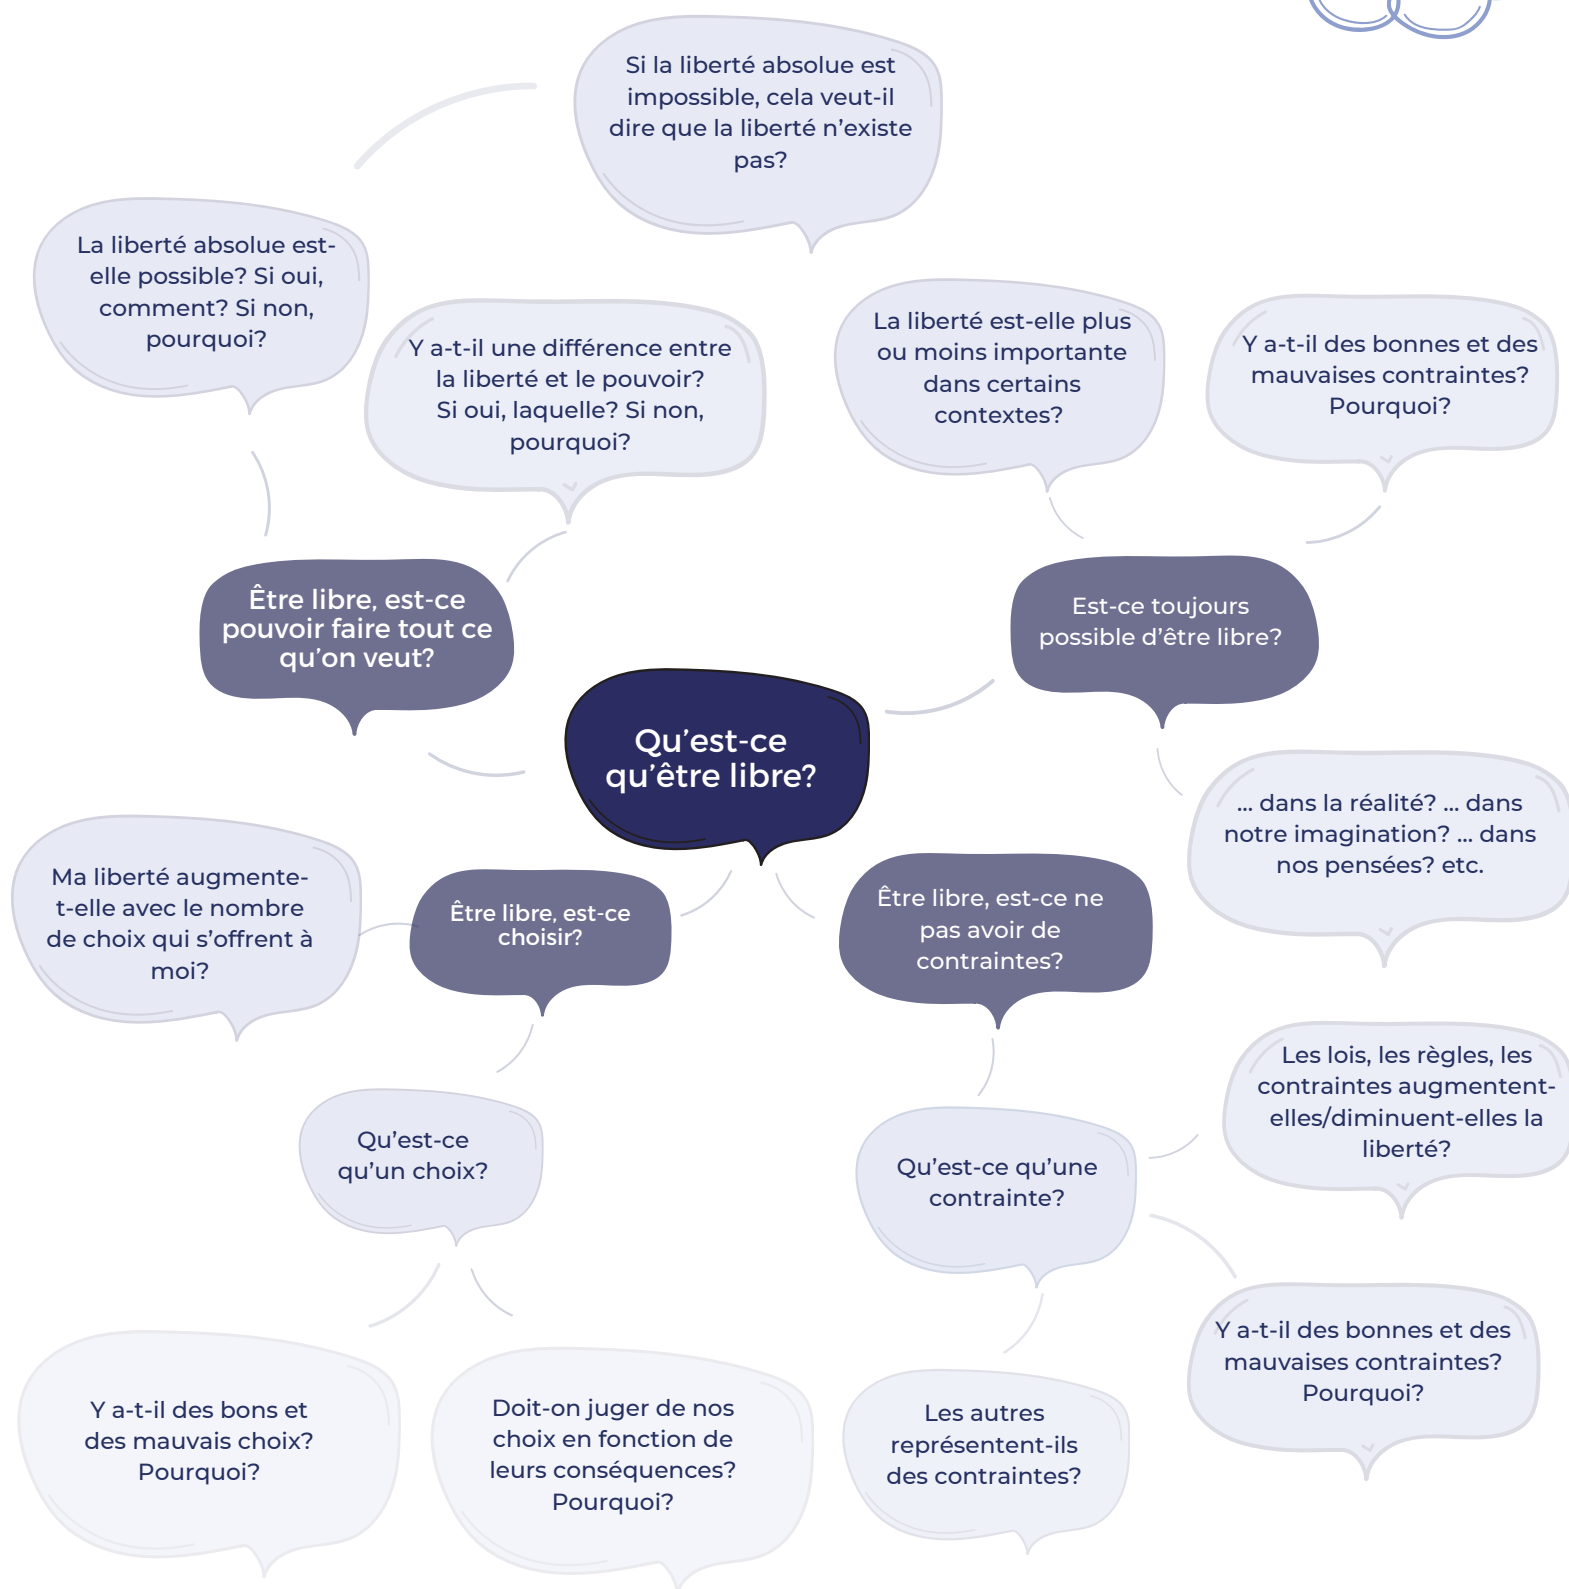 Si la liberté absolue est
impossible, cela veut-il
dire que la liberté n’existe
pas?
La liberté absolue est-
elle possible? Si oui,
comment? Si non,
pourquoi?
Y a-t-il une différence entre
la liberté et le pouvoir?
Si oui, laquelle? Si non,
pourquoi?
La liberté est-elle plus
ou moins importante
dans certains
contextes?
Y a-t-il des bonnes et des
mauvaises contraintes?
Pourquoi?
Être libre, est-ce
pouvoir faire tout ce
qu’on veut?
Est-ce toujours
possible d’être libre?
Qu’est-ce
qu’être libre?
... dans la réalité? ... dans
notre imagination? ... dans
nos pensées? etc.
Ma liberté augmente-
t-elle avec le nombre
de choix qui s’offrent à
moi?
Être libre, est-ce
choisir?
Être libre, est-ce ne
pas avoir de
contraintes?
Les lois, les règles, les
contraintes augmentent-
elles/diminuent-elles la
liberté?
Qu’est-ce
qu’un choix?
Qu’est-ce qu’une
contrainte?
Y a-t-il des bonnes et des
mauvaises contraintes?
Pourquoi?
Y a-t-il des bons et
des mauvais choix?
Pourquoi?
Doit-on juger de nos
choix en fonction de
leurs conséquences?
Pourquoi?
Les autres
représentent-ils
des contraintes?